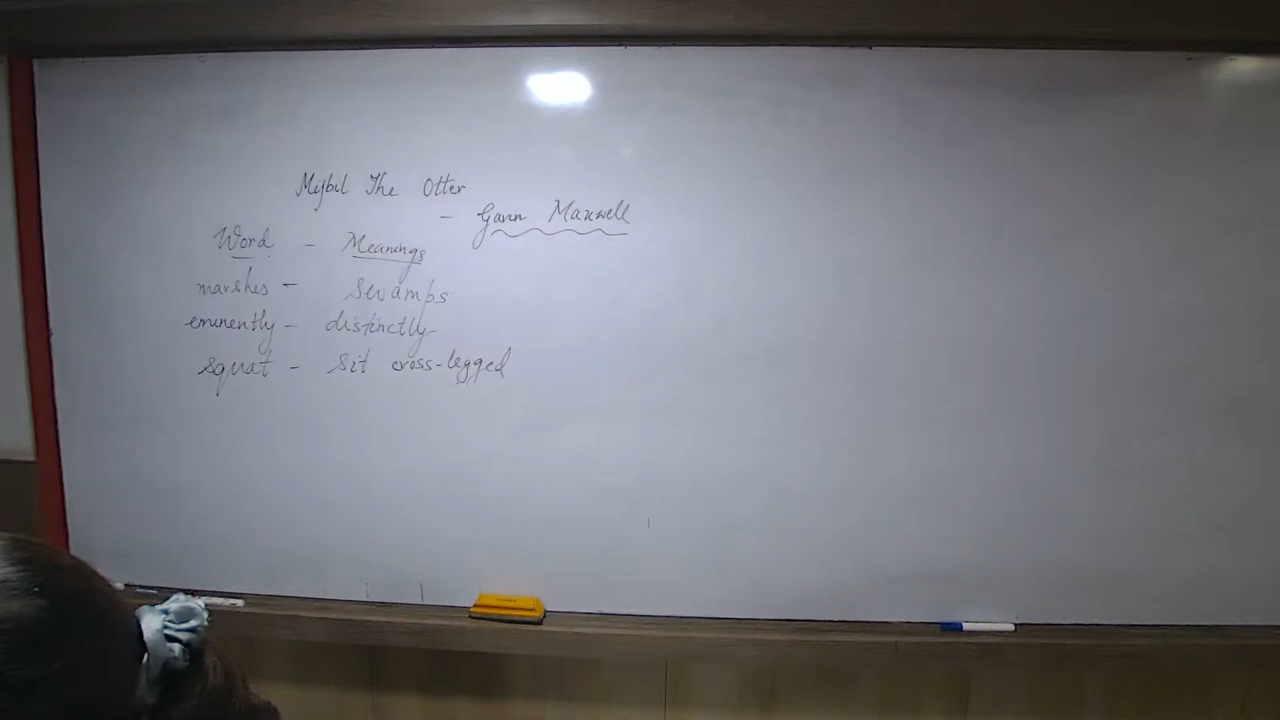 Mijbil The Otter
- Gavin Maxwell
Word - Meanings
marshes - Swamps
eminently - distinctly
squat - Sit cross-legged